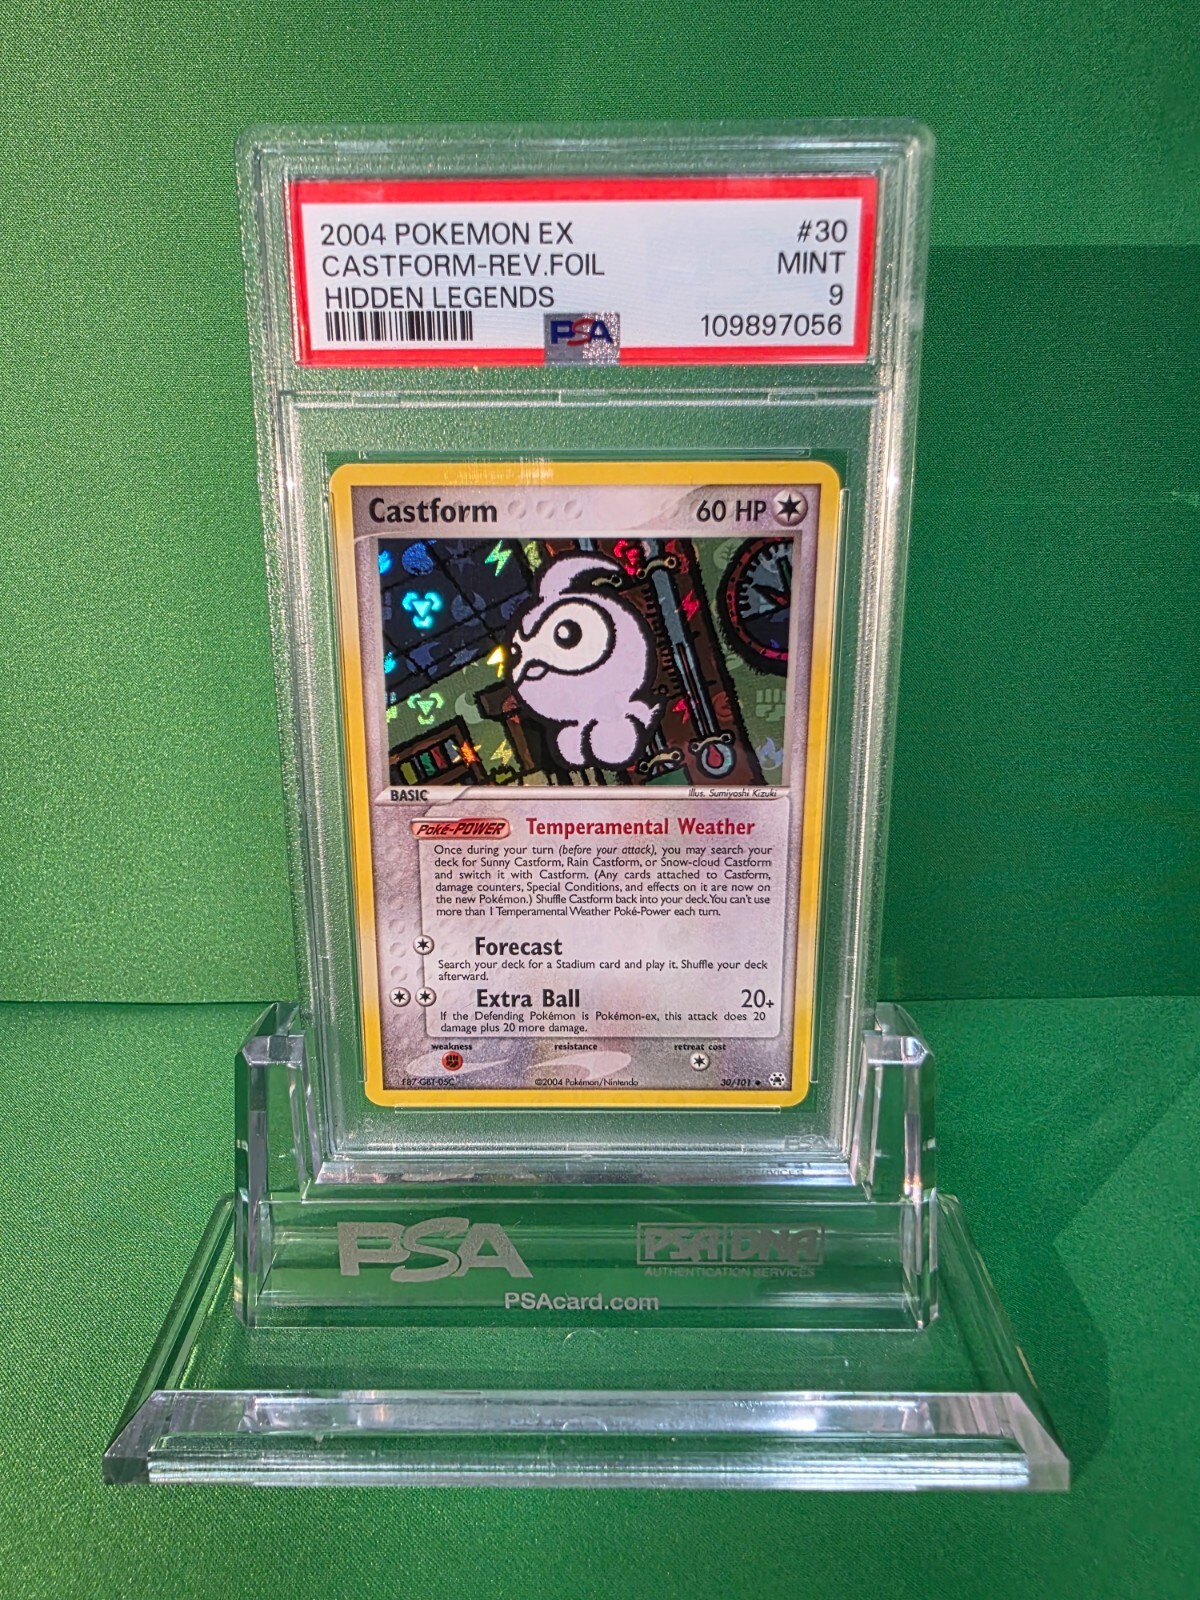 2004 POKEMON EX #30
CASTFORM-REV.FOIL MINT
HIDDEN LEGENDS 9
PSA 109897056
Castform 60 HP
BASIC Illus. Sumiyoshi Kizuki
Poké-POWER Temperamental Weather
Once during your turn (before your attack), you may search your
deck for Sunny Castform, Rain Castform, or Snow-cloud Castform
and switch it with Castform. (Any cards attached to Castform,
damage counters, Special Conditions, and effects on it are now on
the new Pokémon.) Shuffle Castform back into your deck. You can't use
more than 1 Temperamental Weather Poké-Power each turn.
Forecast
Search your deck for a Stadium card and play it. Shuffle your deck
afterward.
Extra Ball 20+
If the Defending Pokémon is Pokémon-ex, this attack does 20
damage plus 20 more damage.
weakness resistance retreat cost
©2004 Pokémon/Nintendo 30/101
PSA
PSA PSA/DNA
AUTHENTICATION SERVICES
PSAcard.com